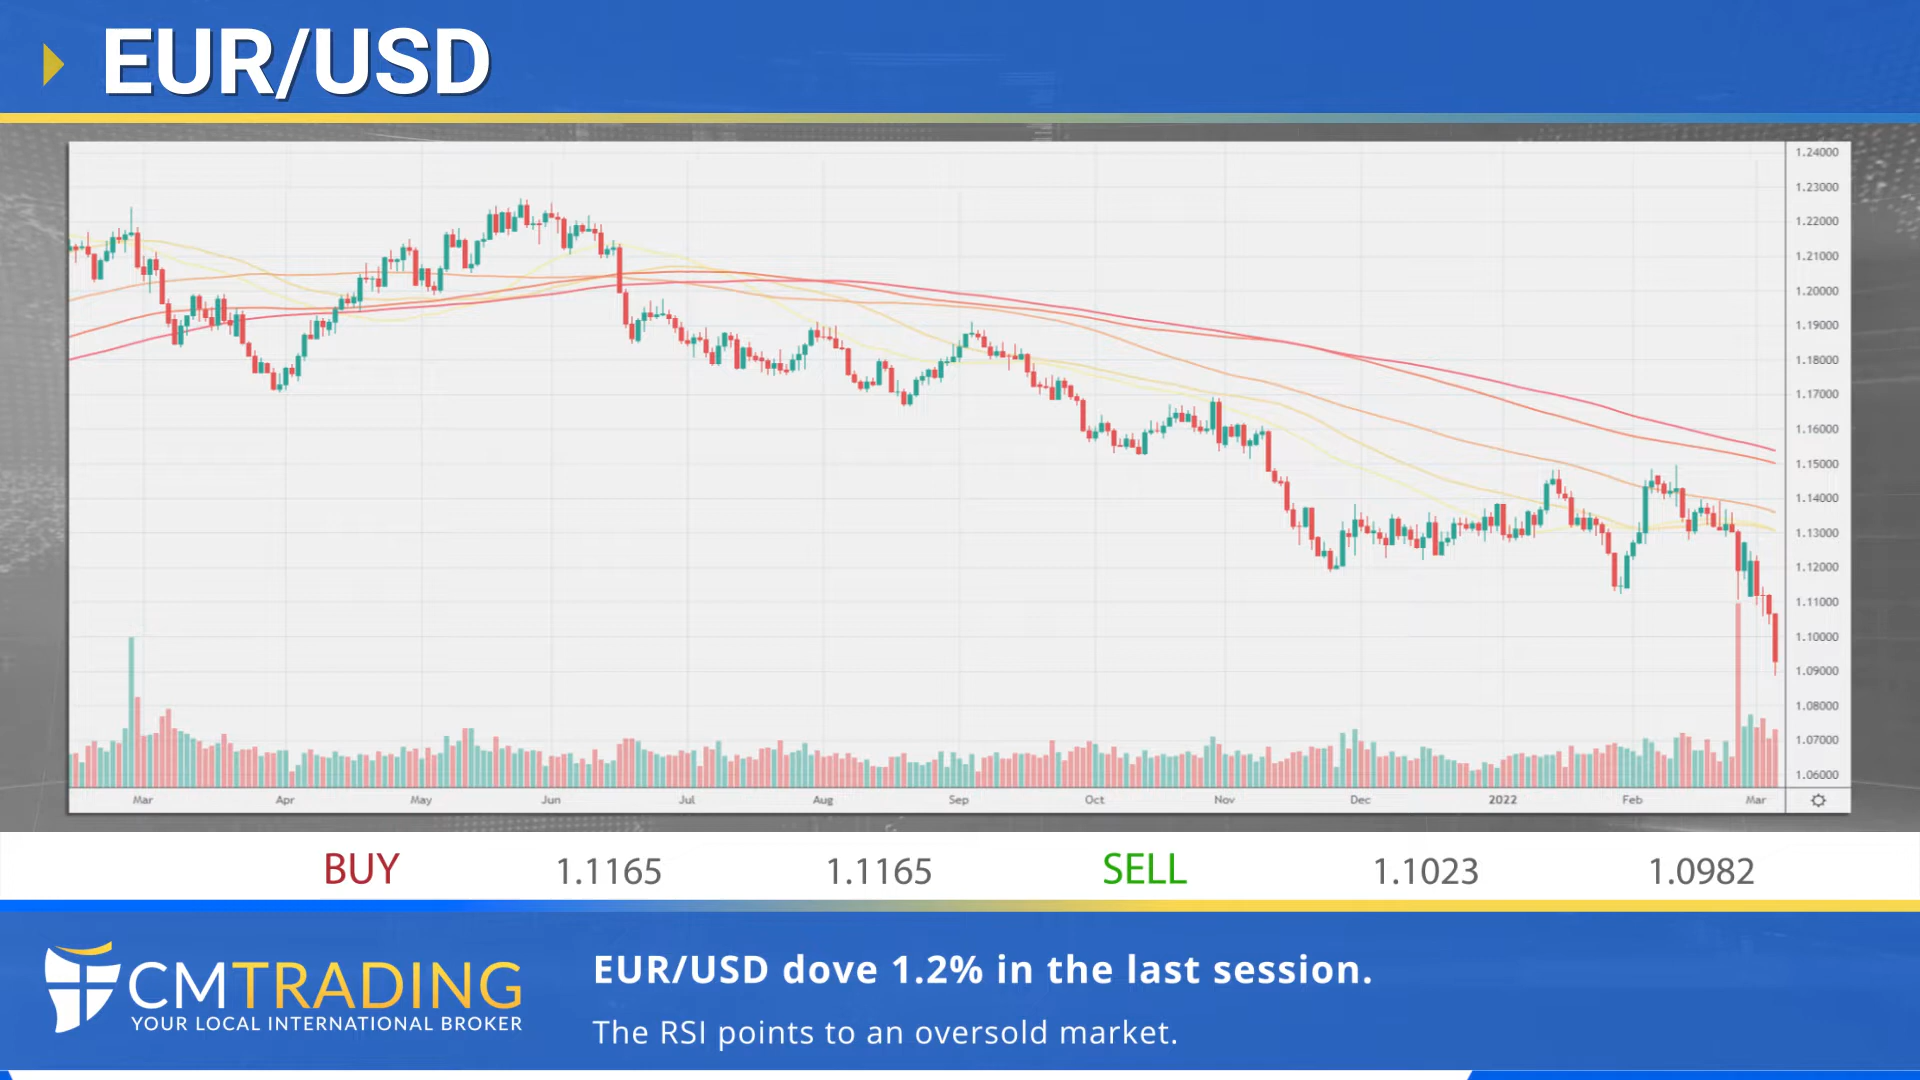 EUR/USD
1.24000
1.23000
1.22000
1.21000
1.20000
1.19000
1.18000
1.17000
1.16000
1.15000
1.14000
1.13000
1.12000
1.11000
1.10000
1.09000
1.08000
1.07000
1.06000
Mar Apr May Jun Jul Aug Sep Oct Nov Dec 2022 Feb Mar
BUY 1.1165 1.1165 SELL 1.1023 1.0982
CMTRADING
YOUR LOCAL INTERNATIONAL BROKER
EUR/USD dove 1.2% in the last session.
The RSI points to an oversold market.